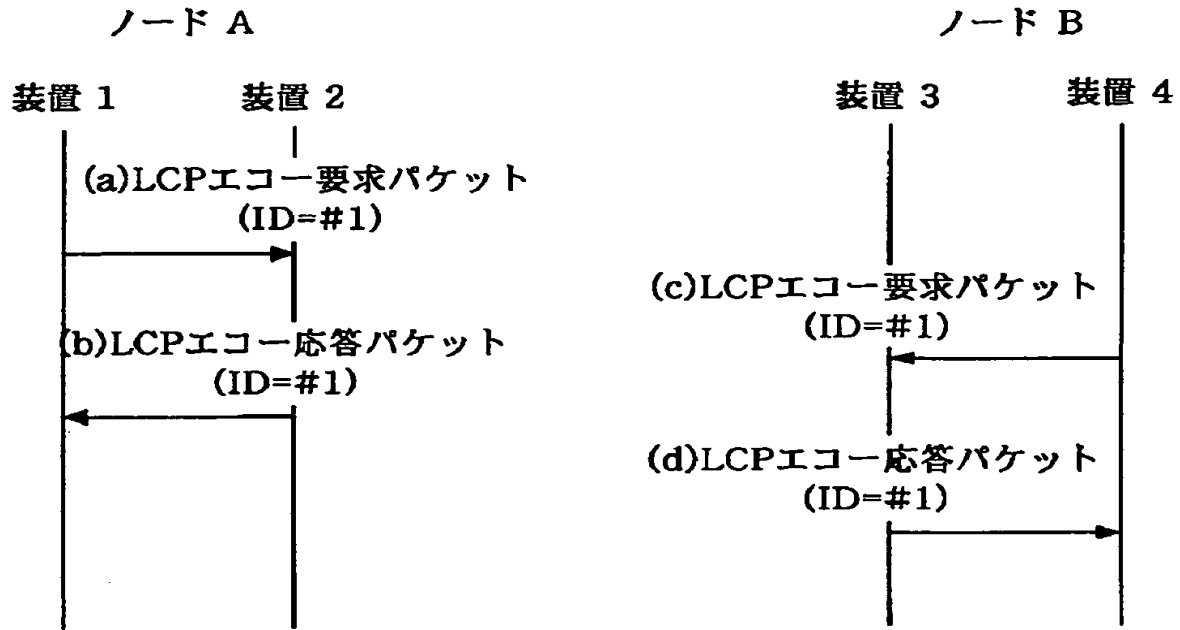 ノード A
ノード B
装置 1
装置 2
装置 3
装置 4
(a)LCPエコー要求パケット
(ID=#1)
(b)LCPエコー応答パケット
(ID=#1)
(c)LCPエコー要求パケット
(ID=#1)
(d)LCPエコー応答パケット
(ID=#1)